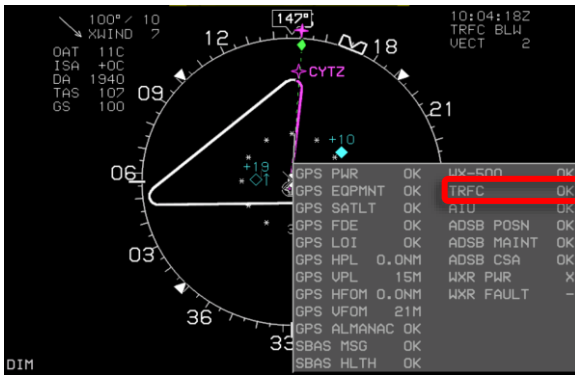 100°/ 10
XWIND 7
OAT 11C
ISA +0C
DA 1940
TAS 107
GS 100
147°
10:04:18Z
TRFC BLW
VECT 2
12
18
CYTZ
09
21
+10
+19
06
03
36
33
DIM
GPS PWR OK
GPS EQPMNT OK
GPS SATLT OK
GPS FDE OK
GPS LOI OK
GPS HPL 0.0NM
GPS VPL 15M
GPS HFOM 0.0NM
GPS VFOM 21M
GPS ALMANAC OK
SBAS MSG OK
SBAS HLTH OK
WX-500 OK
TRFC OK
AIU OK
ADSB POSN OK
ADSB MAINT OK
ADSB CSA OK
WXR PWR X
WXR FAULT -